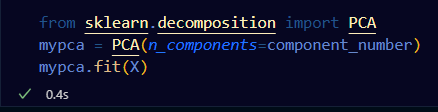 from sklearn.decomposition import PCA
mypca = PCA(n_components=component_number)
mypca.fit(X)
0.4s